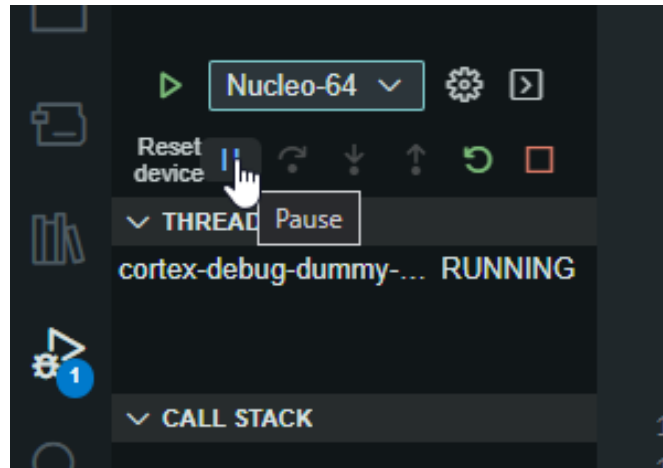 Nucleo-64
Reset
device
Pause
THREAD
cortex-debug-dummy-... RUNNING
1
CALL STACK